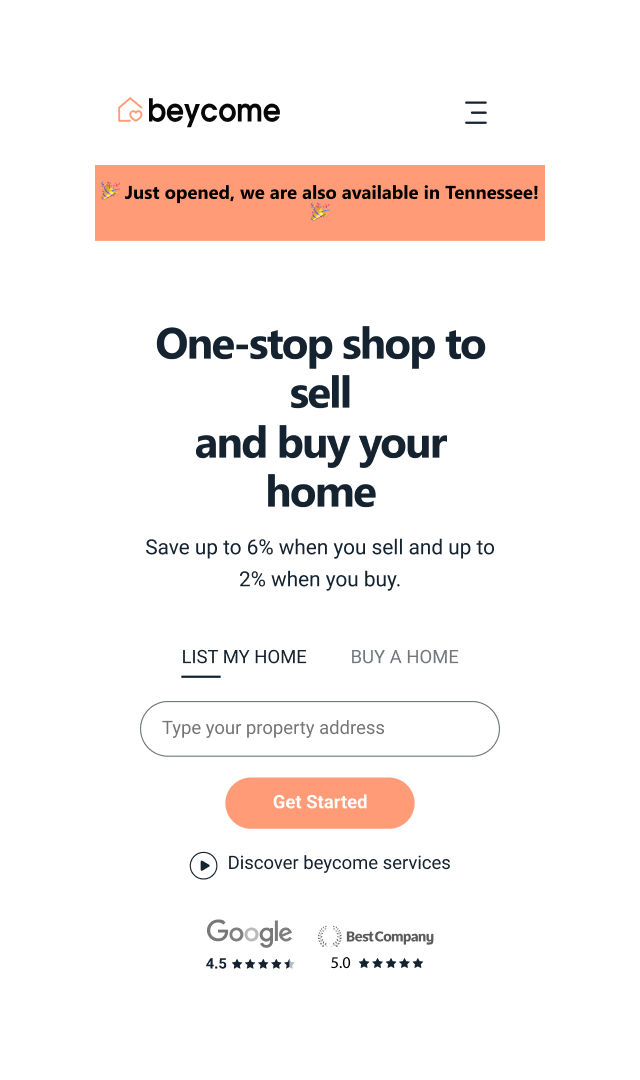 beycome
🎉 Just opened, we are also available in Tennessee!
🎉
One-stop shop to
sell
and buy your
home
Save up to 6% when you sell and up to
2% when you buy.
LIST MY HOME BUY A HOME
Type your property address
Get Started
Discover beycome services
Google BestCompany
4.5 ★★★★★ 5.0 ★★★★★